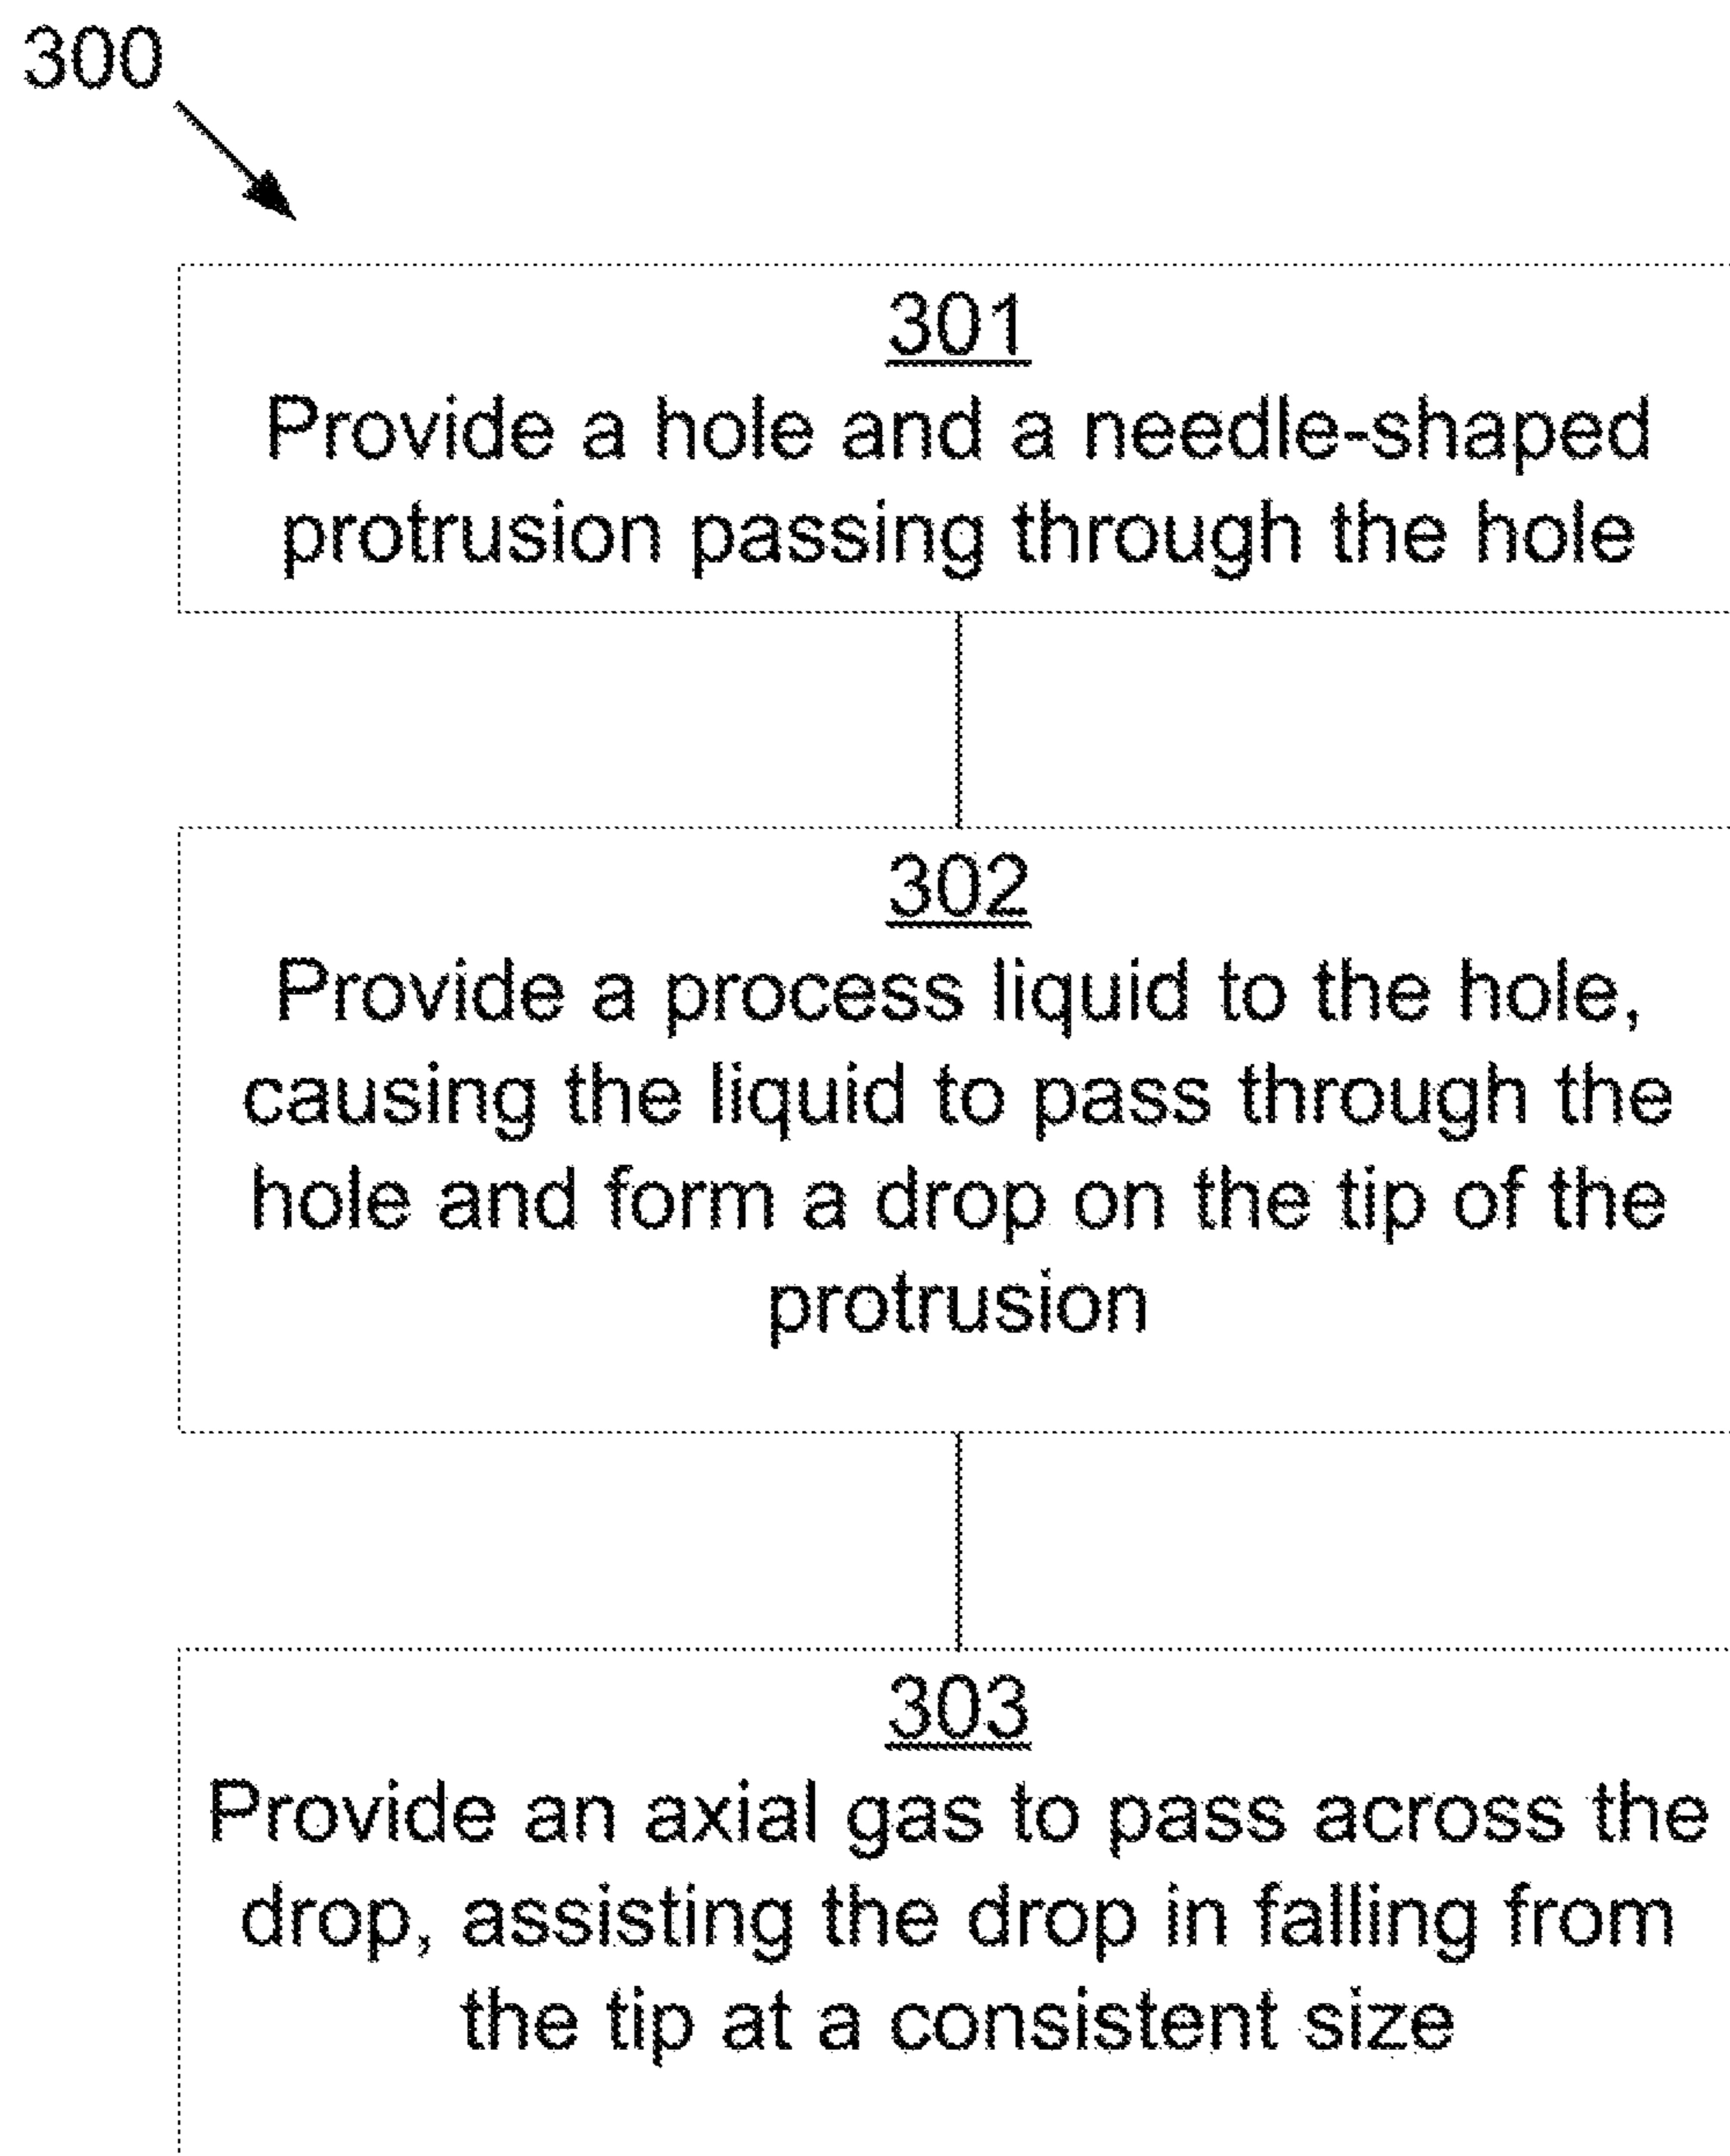 300
301
Provide a hole and a needle-shaped
protrusion passing through the hole
302
Provide a process liquid to the hole,
causing the liquid to pass through the
hole and form a drop on the tip of the
protrusion
303
Provide an axial gas to pass across the
drop, assisting the drop in falling from
the tip at a consistent size